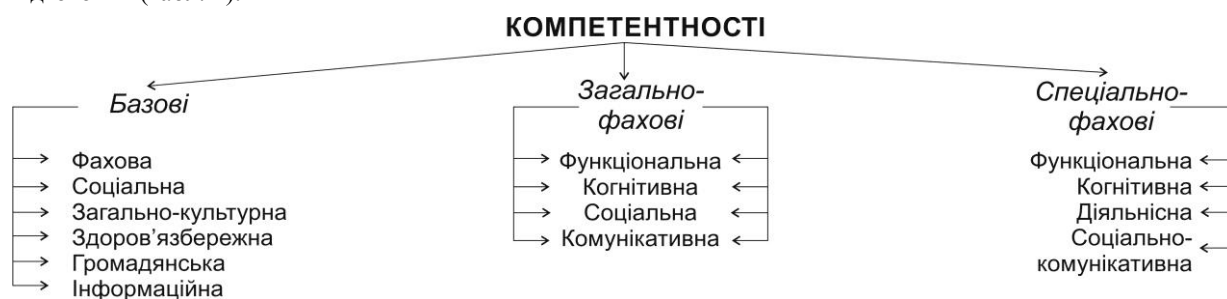 КОМПЕТЕНТНОСТІ
Базові
Фахова
Соціальна
Загально-культурна
Здоров’язбережна
Громадянська
Інформаційна
Загально-
фахові
Функціональна
Когнітивна
Соціальна
Комунікативна
Спеціально-
фахові
Функціональна
Когнітивна
Діяльнісна
Соціально-
комунікативна